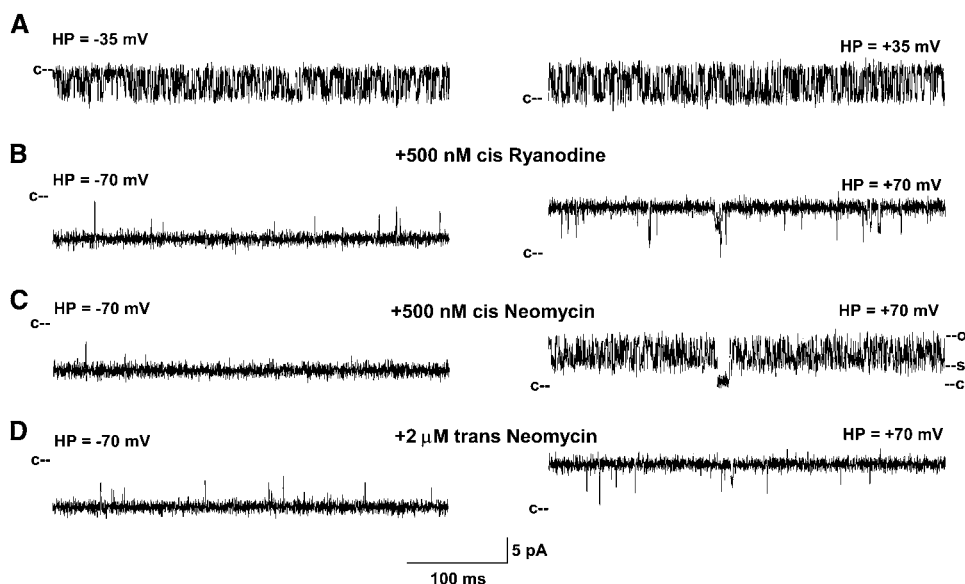 A
HP = -35 mV
HP = +35 mV
c--
c--
B
+500 nM cis Ryanodine
HP = -70 mV
HP = +70 mV
c--
c--
C
HP = -70 mV
+500 nM cis Neomycin
HP = +70 mV
c--
--o
--s
c--
--c
D
HP = -70 mV
+2 μM trans Neomycin
HP = +70 mV
c--
c--
5 pA
100 ms